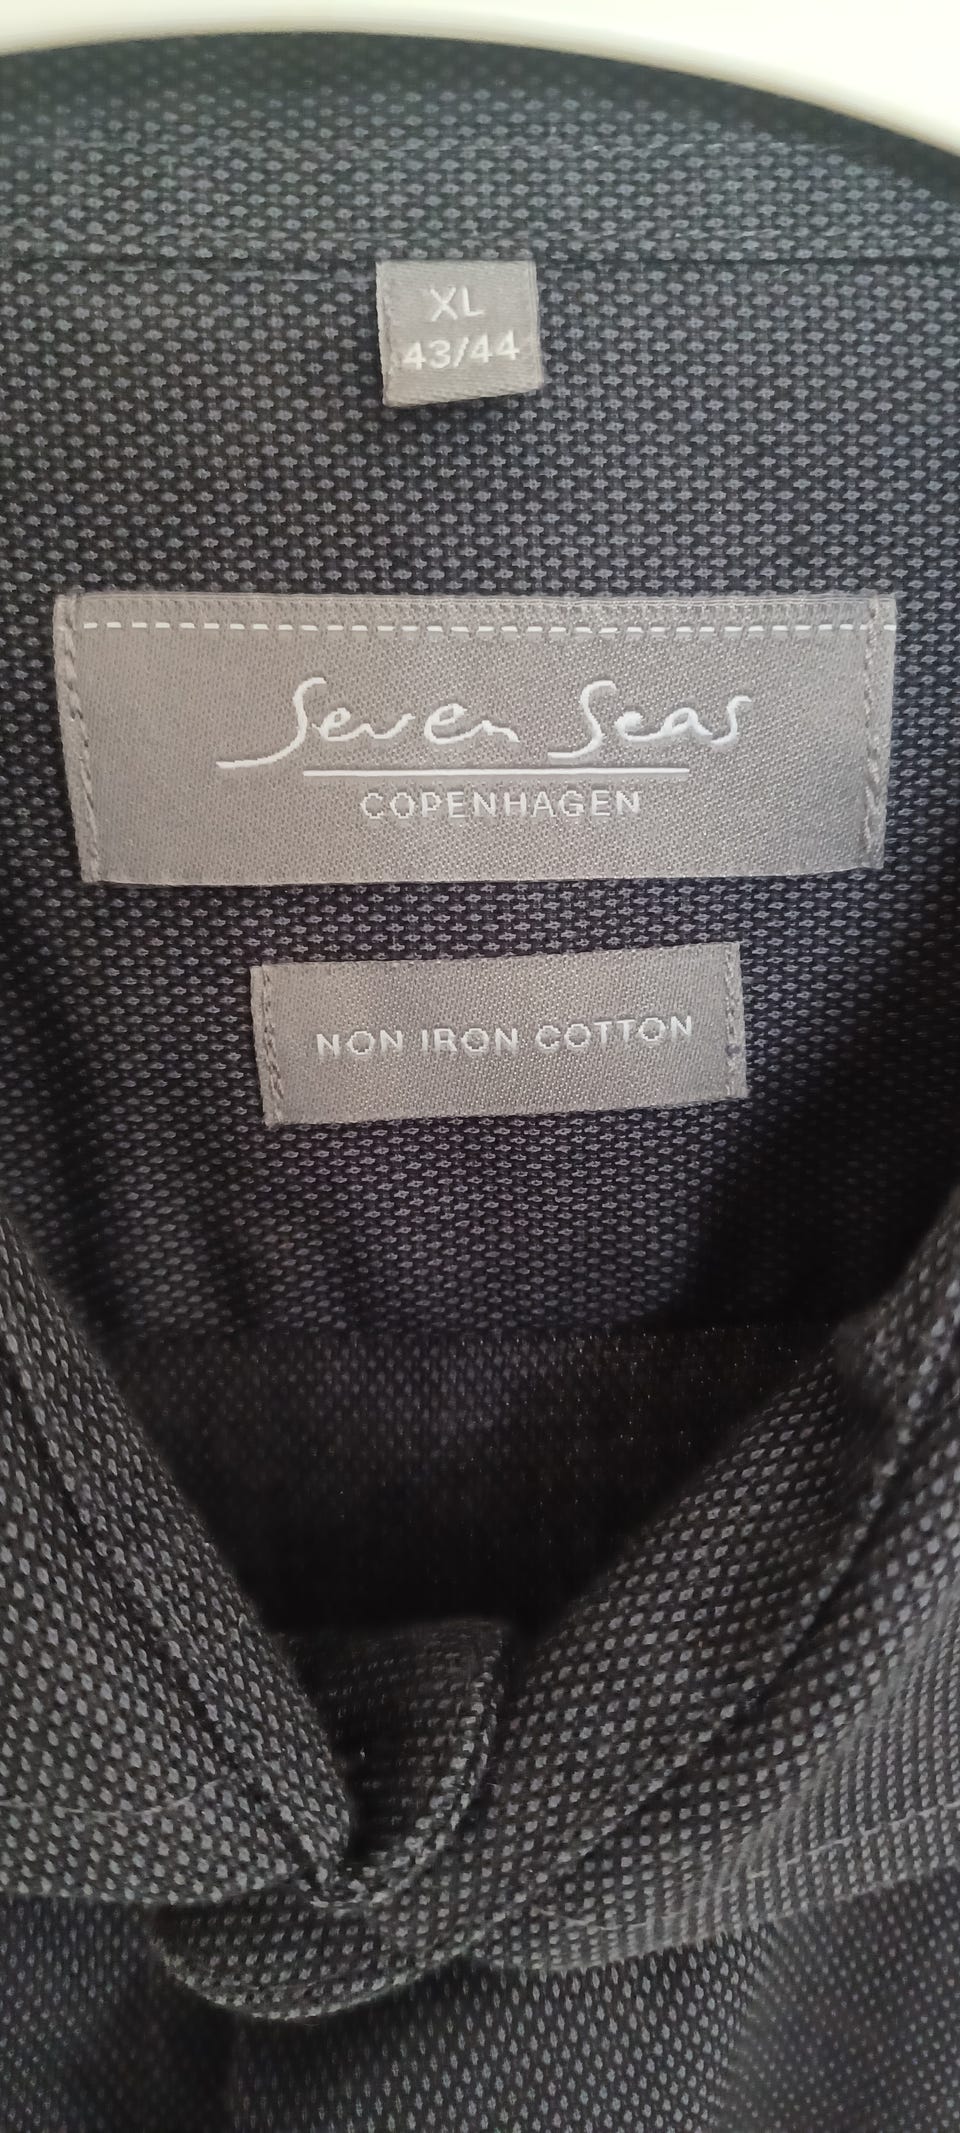 XL
43/44
Seven Seas
COPENHAGEN
NON IRON COTTON